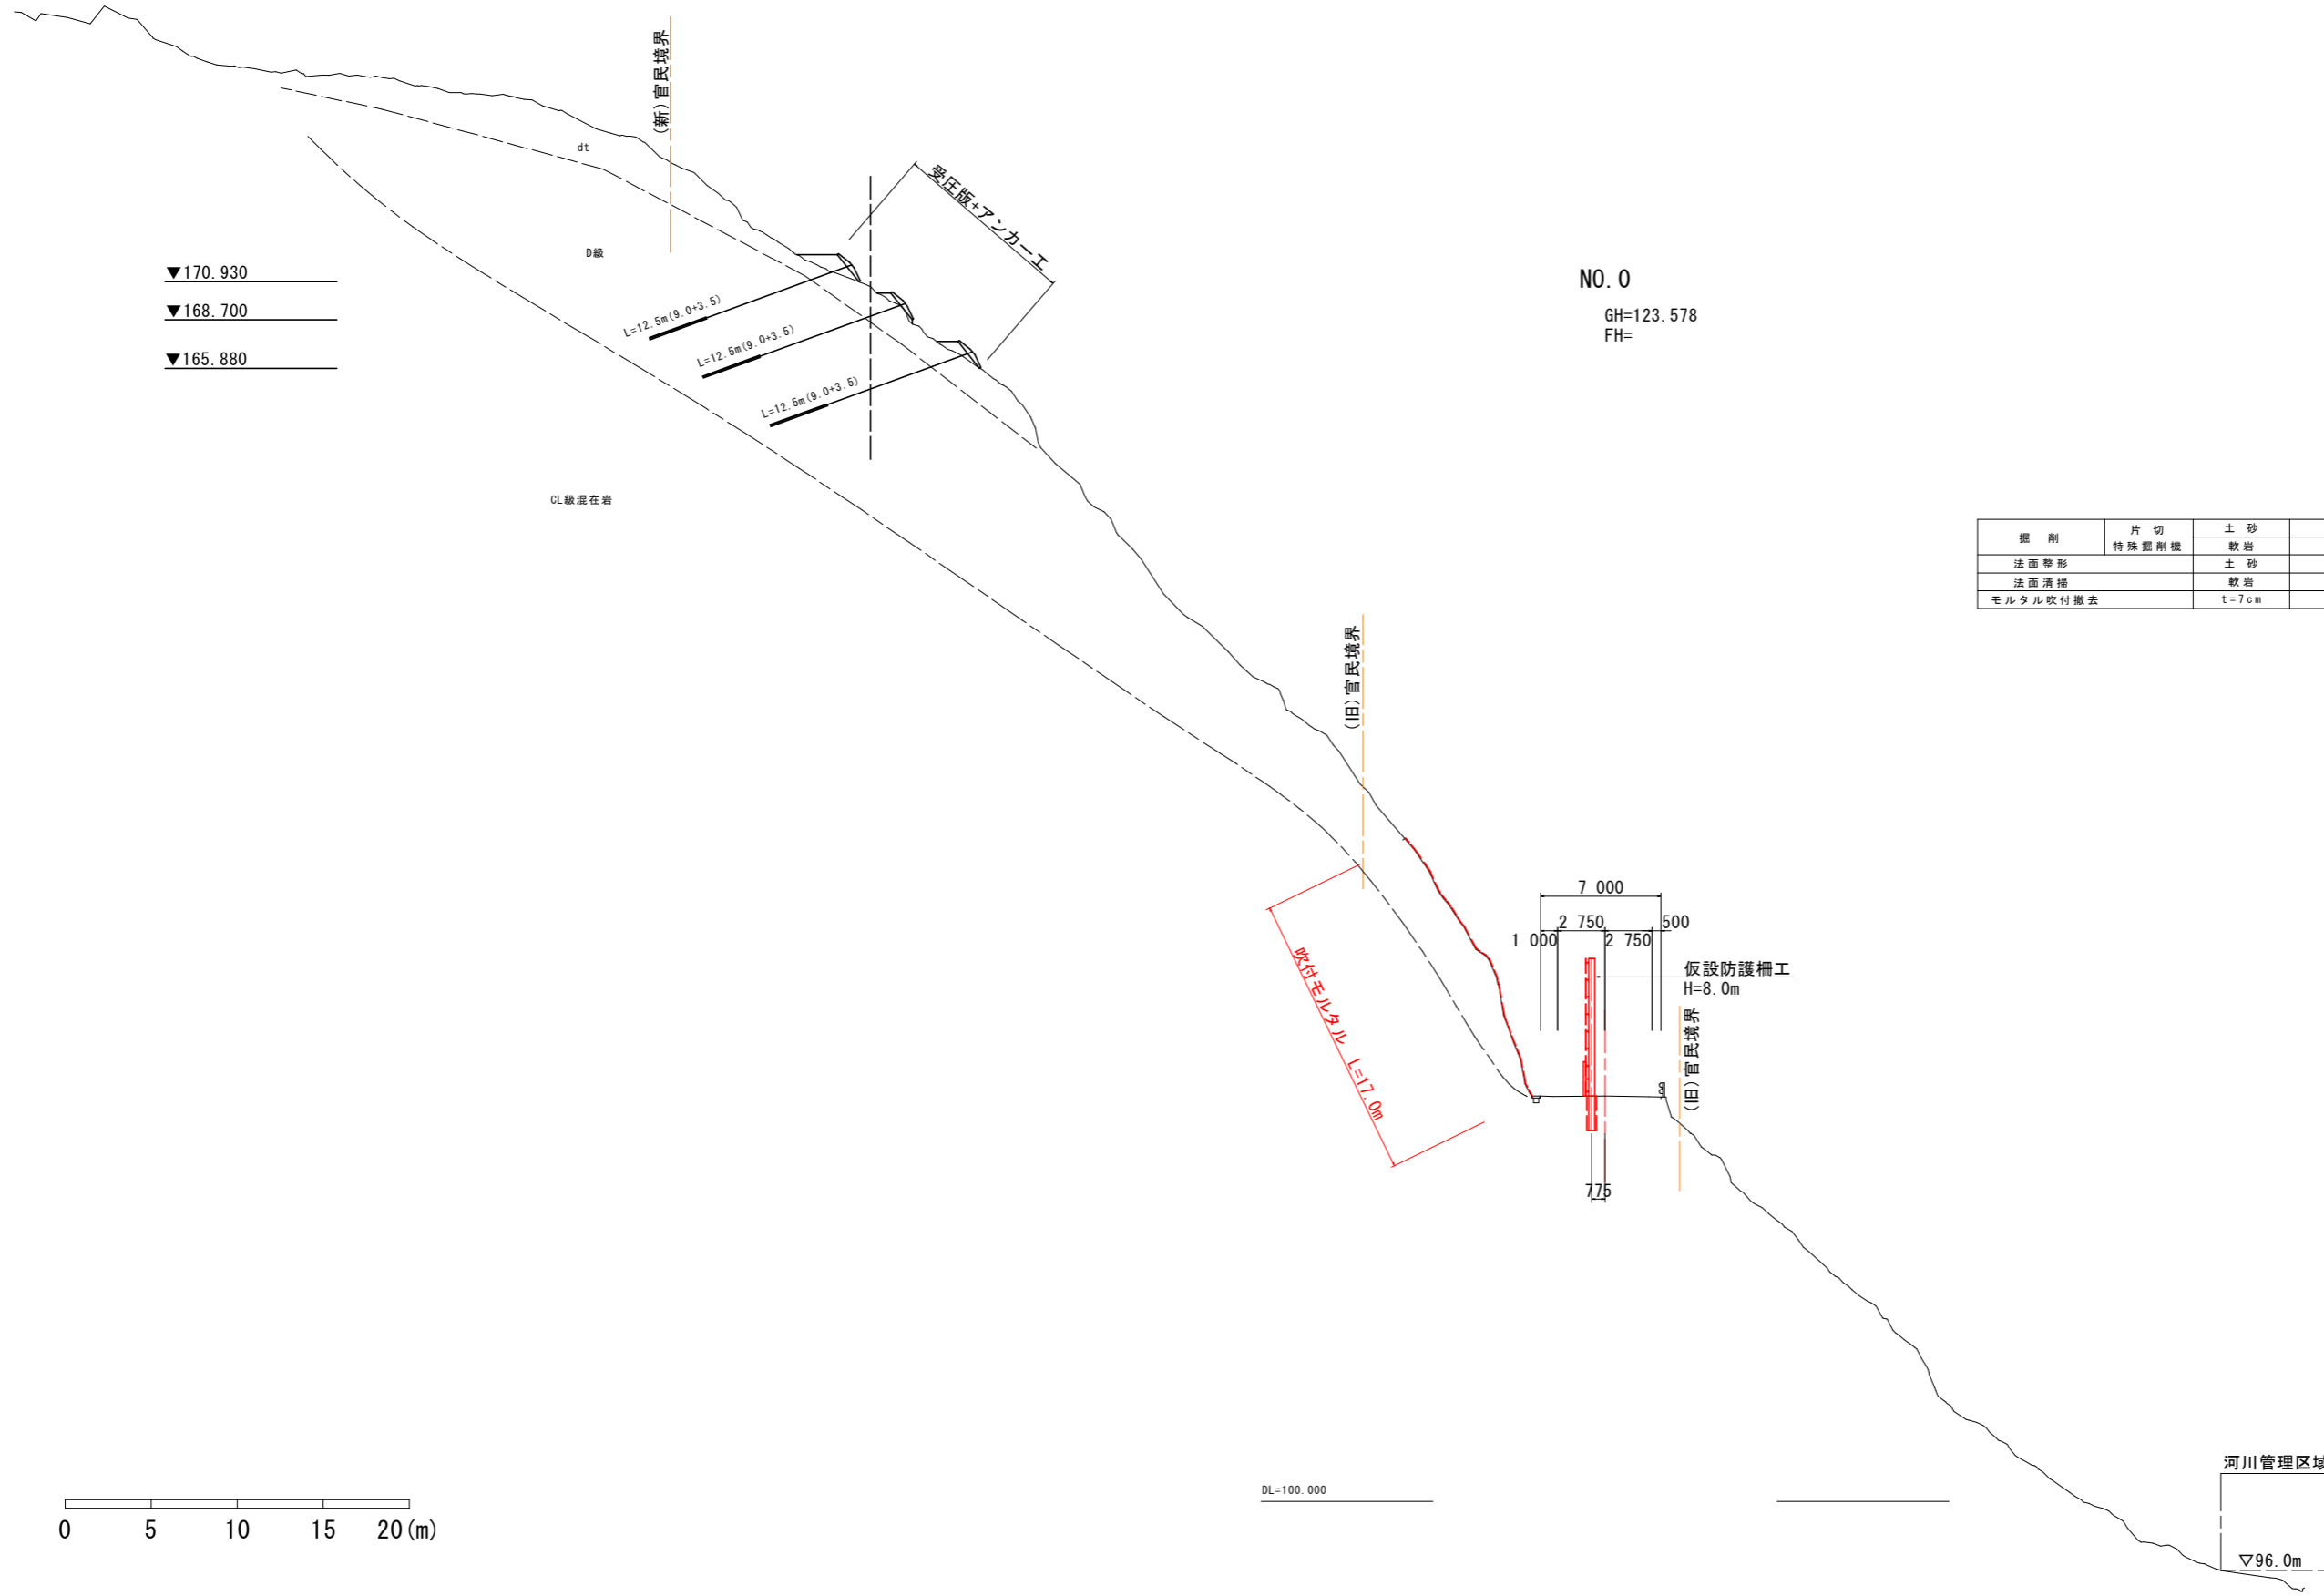 (新)官民境界
dt
受圧版+アンカー工
D級
▼170.930
▼168.700
▼165.880
L=12.5m(9.0+3.5)
L=12.5m(9.0+3.5)
L=12.5m(9.0+3.5)
NO.0
GH=123.578
FH=
CL級混在岩
掘 削 片 切 土 砂
特殊掘削機 軟岩
法面整形 土 砂
法面清掃 軟岩
モルタル吹付撤去 t=7cm
(旧)官民境界
7 000
2 750 500
1 000 2 750
仮設防護柵工
H=8.0m
吹付モルタル L=17.0m
(旧)官民境界
775
河川管理区域
DL=100.000
0 5 10 15 20(m)
▽96.0m